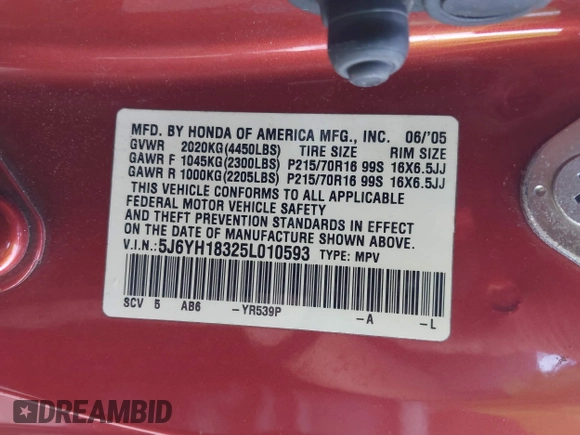 MFD. BY HONDA OF AMERICA MFG., INC. 06/'05
GVWR 2020KG(4450LBS) TIRE SIZE RIM SIZE
GAWR F 1045KG(2300LBS) P215/70R16 99S 16X6.5JJ
GAWR R 1000KG(2205LBS) P215/70R16 99S 16X6.5JJ
THIS VEHICLE CONFORMS TO ALL APPLICABLE
FEDERAL MOTOR VEHICLE SAFETY
AND THEFT PREVENTION STANDARDS IN EFFECT
ON THE DATE OF MANUFACTURE SHOWN ABOVE.
V.I.N.: 5J6YH18325L010593 TYPE: MPV
SCV 5 AB6 -YR539P -A -L
DREAMBID